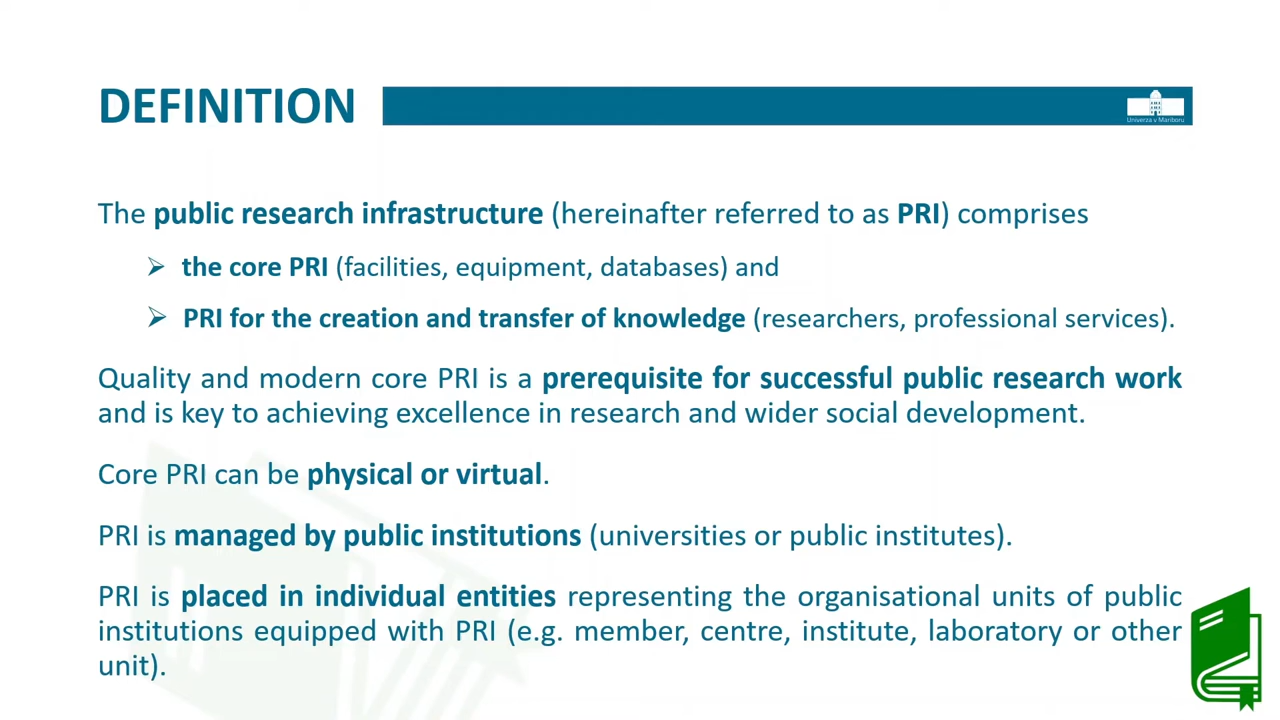 DEFINITION
Univerza v Mariboru
The public research infrastructure (hereinafter referred to as PRI) comprises
➢ the core PRI (facilities, equipment, databases) and
➢ PRI for the creation and transfer of knowledge (researchers, professional services).
Quality and modern core PRI is a prerequisite for successful public research work
and is key to achieving excellence in research and wider social development.
Core PRI can be physical or virtual.
PRI is managed by public institutions (universities or public institutes).
PRI is placed in individual entities representing the organisational units of public
institutions equipped with PRI (e.g. member, centre, institute, laboratory or other
unit).